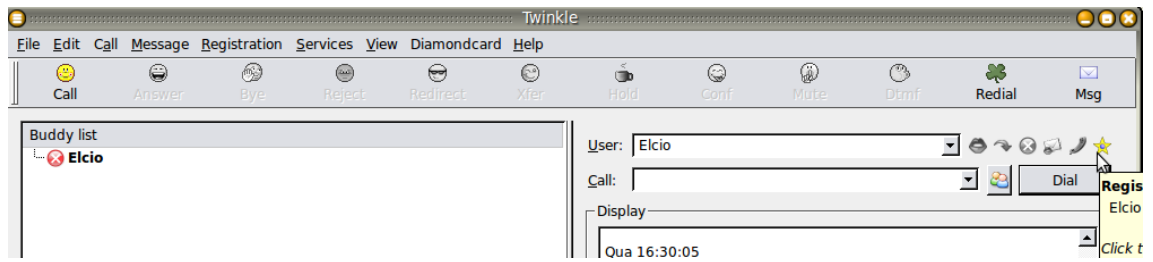 Twinkle
File Edit Call Message Registration Services View Diamondcard Help
Call Answer Bye Reject Redirect Xfer Hold Conf Mute Dtmf Redial Msg
Buddy list
Elcio
User: Elcio
Call: Dial
Regis
Elcio
Display
Qua 16:30:05
Click t